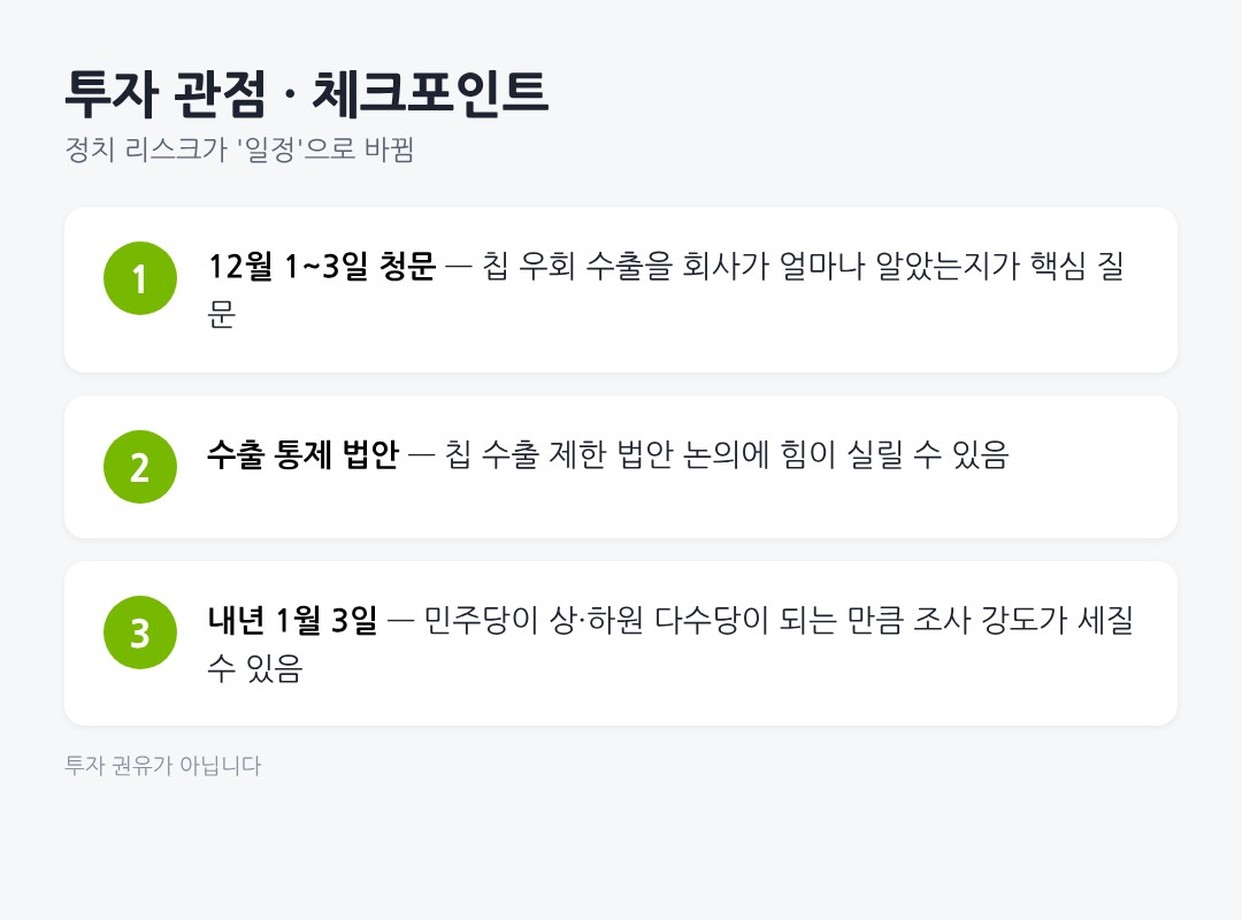 투자 관점 · 체크포인트
정치 리스크가 '일정'으로 바뀜
1
12월 1~3일 청문 — 칩 우회 수출을 회사가 얼마나 알았는지가 핵심 질
문
2
수출 통제 법안 — 칩 수출 제한 법안 논의에 힘이 실릴 수 있음
3
내년 1월 3일 — 민주당이 상·하원 다수당이 되는 만큼 조사 강도가 세질
수 있음
투자 권유가 아닙니다